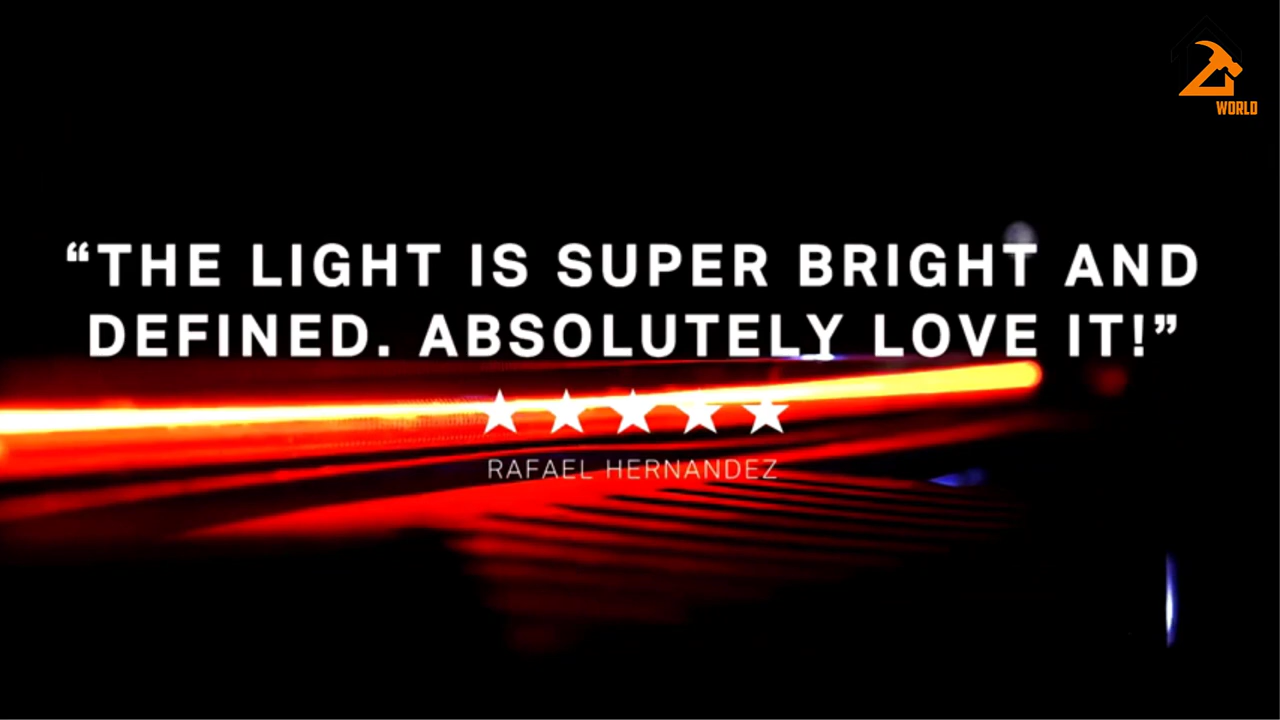 WORLD
“THE LIGHT IS SUPER BRIGHT AND
DEFINED. ABSOLUTELY LOVE IT!”
RAFAEL HERNANDEZ